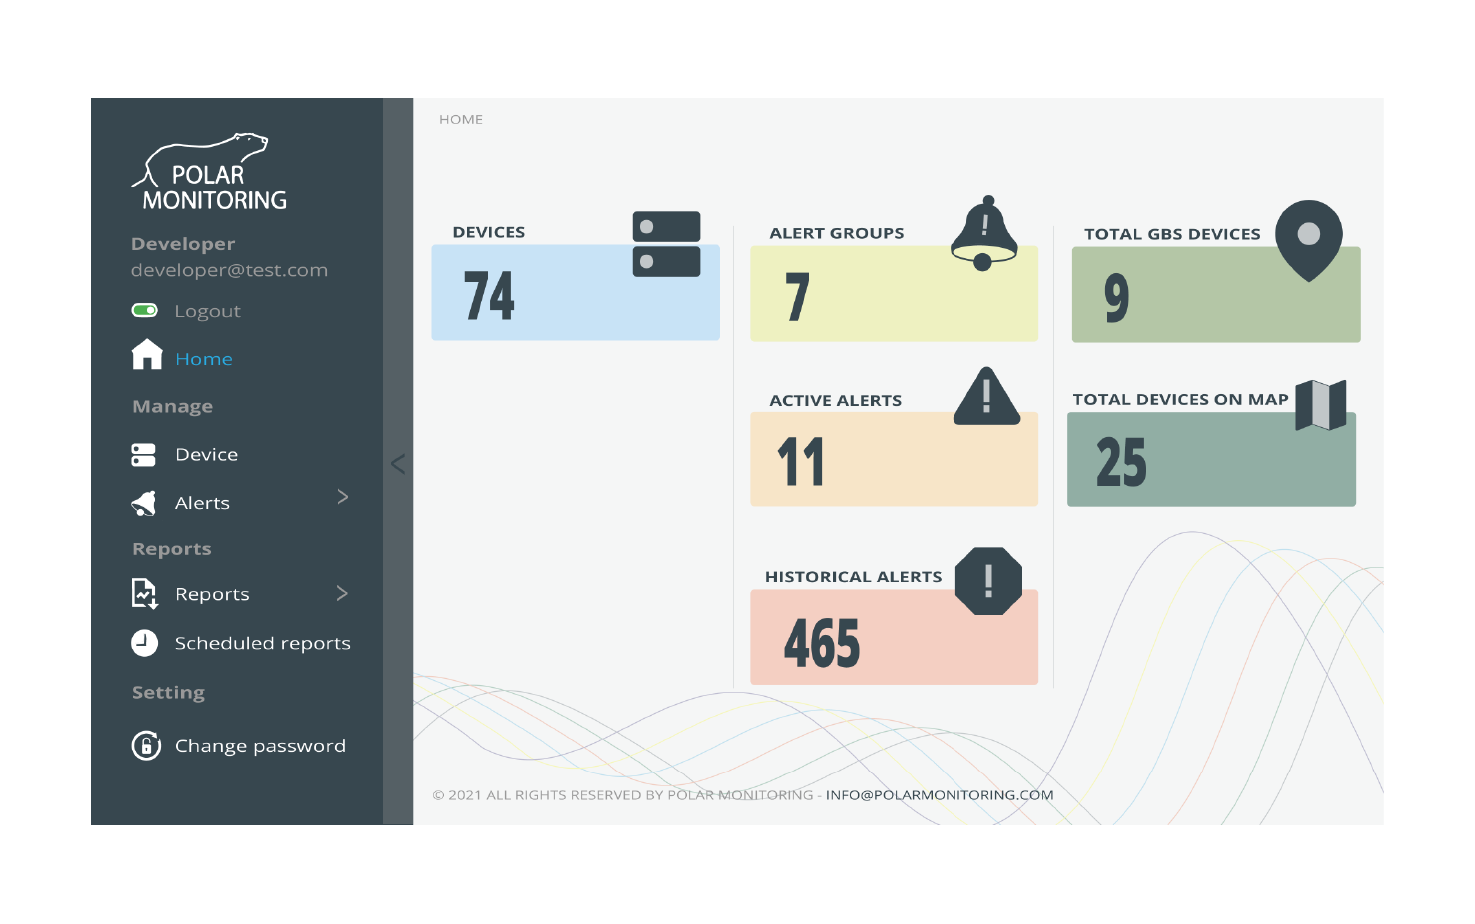 POLAR
MONITORING
Developer
developer@test.com
Logout
Home
Manage
Device
Alerts
Reports
Reports
Scheduled reports
Setting
Change password
<
HOME
DEVICES
74
ALERT GROUPS
7
TOTAL GBS DEVICES
9
ACTIVE ALERTS
11
TOTAL DEVICES ON MAP
25
HISTORICAL ALERTS
465
© 2021 ALL RIGHTS RESERVED BY POLAR MONITORING - INFO@POLARMONITORING.COM